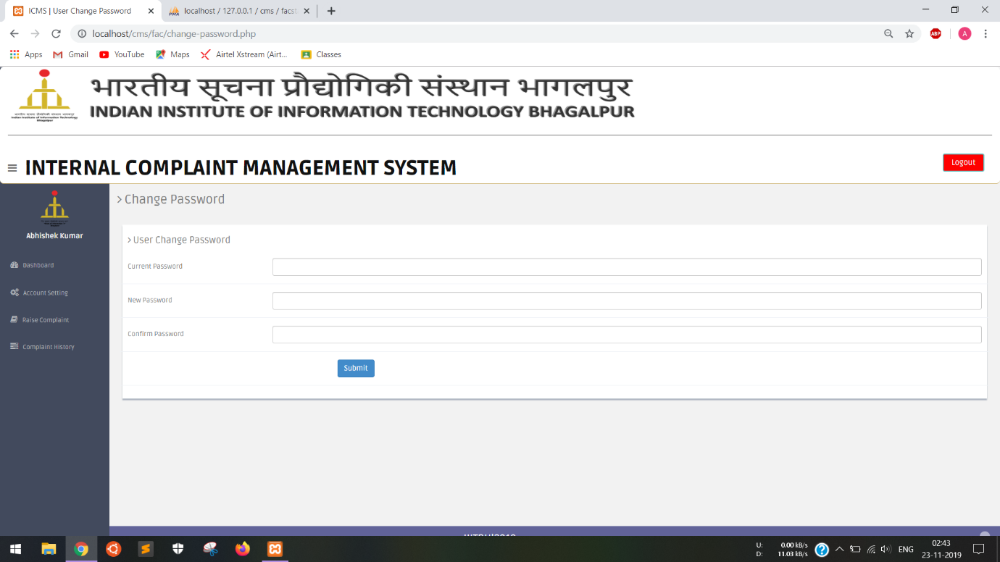 ICMS | User Change Password
localhost / 127.0.0.1 / cms / facst
localhost/cms/fac/change-password.php
ABP
A
Apps
Gmail
YouTube
Maps
Airtel Xstream (Airt...
Classes
भारतीय सूचना प्रौद्योगिकी संस्थान भागलपुर
INDIAN INSTITUTE OF INFORMATION TECHNOLOGY BHAGALPUR
INTERNAL COMPLAINT MANAGEMENT SYSTEM
Logout
Abhishek Kumar
Dashboard
Account Setting
Raise Complaint
Complaint History
Change Password
User Change Password
Current Password
New Password
Confirm Password
Submit
U: 0.00 kB/s
D: 11.03 kB/s
ENG
02:43
23-11-2019